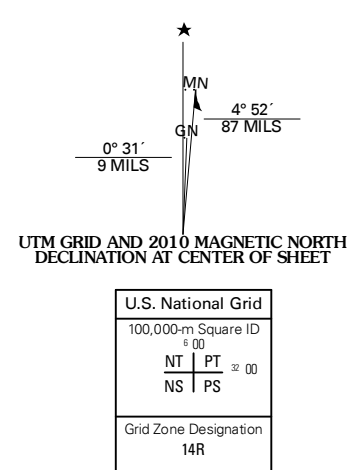 MN
4° 52´
87 MILS
GN
0° 31´
9 MILS
UTM GRID AND 2010 MAGNETIC NORTH
DECLINATION AT CENTER OF SHEET
U.S. National Grid
100,000-m Square ID
6 00
NT PT 32 00
NS PS
Grid Zone Designation
14R